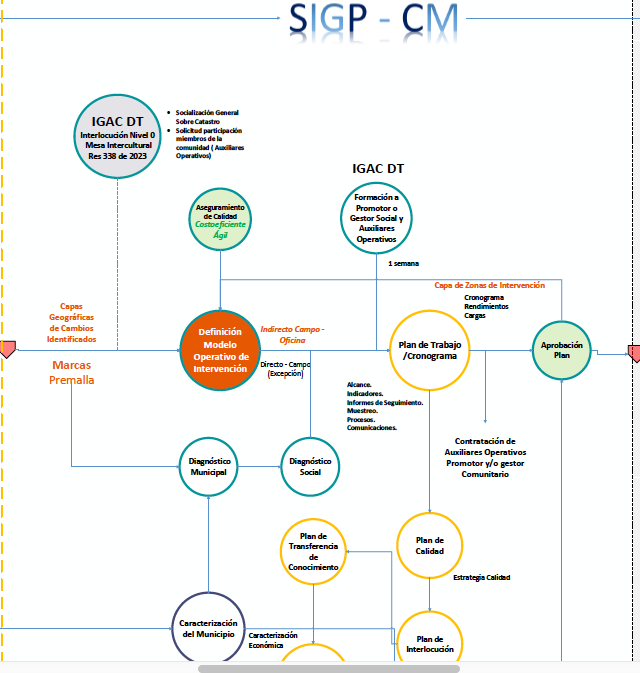 SIGP - CM
IGAC DT
Interlocución Nivel 0
Mesa Intercultural
Res 338 de 2023
• Socialización General
Sobre Catastro
• Solicitud participación
miembros de la
comunidad ( Auxiliares
Operativos)
IGAC DT
Formación a
Promotor o
Gestor Social y
Auxiliares
Operativos
Aseguramiento
de Calidad
Costoeficiente
Ágil
1 semana
Capa de Zonas de Intervención
Cronograma
Rendimientos
Cargas
Capas
Geográficas
de Cambios
Identificados
Marcas
Premalla
Definición
Modelo
Operativo de
Intervención
Indirecto Campo -
Oficina
Directo - Campo
(Excepción)
Plan de Trabajo
/Cronograma
Aprobación
Plan
Alcance.
Indicadores.
Informes de Seguimiento.
Muestreo.
Procesos.
Comunicaciones.
Contratación de
Auxiliares Operativos
Promotor y/o gestor
Comunitario
Diagnóstico
Municipal
Diagnóstico
Social
Plan de
Transferencia
de
Conocimiento
Plan de
Calidad
Estrategia Calidad
Caracterización
del Municipio
Caracterización
Económica
Plan de
Interlocución